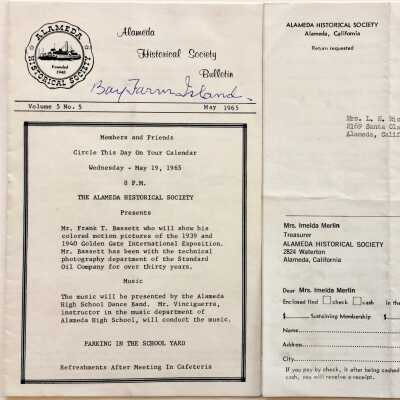 ALAMEDA
HISTORICAL SOCIETY
Founded
1948
Alameda
Historical Society
Bulletin
Bay Farm Island.
Volume 5 No. 5
May 1965
Members and Friends
Circle This Day On Your Calendar
Wednesday - May 19, 1965
8 P.M.
THE ALAMEDA HISTORICAL SOCIETY
Presents
Mr. Frank T. Bassett who will show his
colored motion pictures of the 1939 and
1940 Golden Gate International Exposition.
Mr. Bassett has been with the technical
photography department of the Standard
Oil Company for over thirty years.
Music
The music will be presented by the Alameda
High School Dance Band. Mr. Vinciguerra,
instructor in the music department of
Alameda High School, will conduct the music.
PARKING IN THE SCHOOL YARD
Refreshments After Meeting In Cafeteria
ALAMEDA HISTORICAL SOCIETY
Alameda, California
Return requested
Mrs. L. H.
2169 Santa Cla
Alameda, Calif
Mrs. Imelda Merlin
Treasurer
ALAMEDA HISTORICAL SOCIETY
2824 Waterton
Alameda, California
Dear Mrs. Imelda Merlin
Enclosed find check cash in the
$ Sustaining Membership $
Name
Address
City
If you pay by check, it after being cashed
cash, you will receive a receipt.